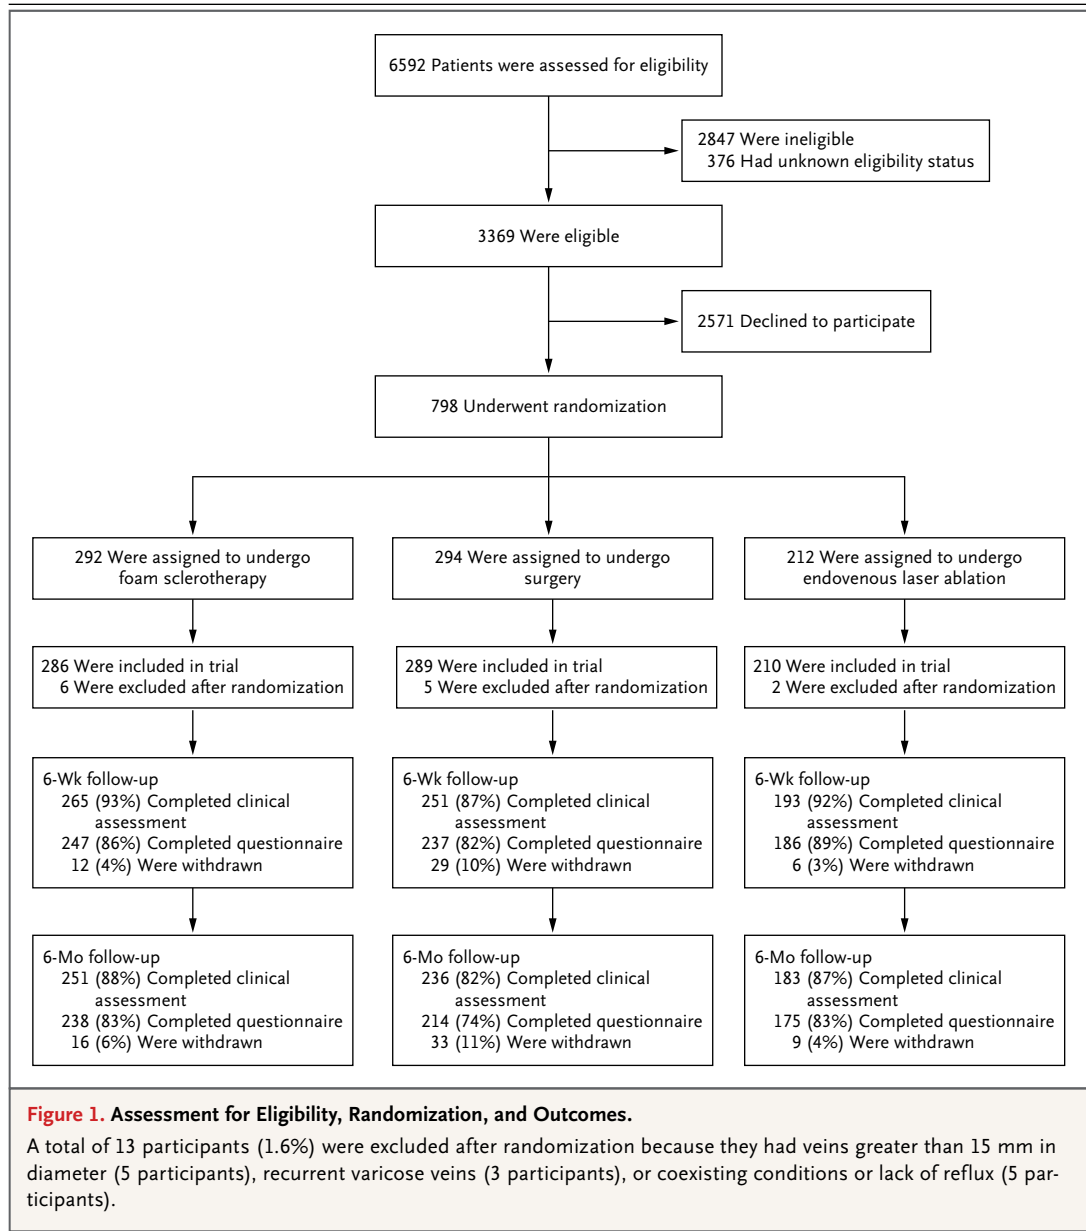 6592 Patients were assessed for eligibility
2847 Were ineligible
376 Had unknown eligibility status
3369 Were eligible
2571 Declined to participate
798 Underwent randomization
292 Were assigned to undergo
foam sclerotherapy
294 Were assigned to undergo
surgery
212 Were assigned to undergo
endovenous laser ablation
286 Were included in trial
6 Were excluded after randomization
289 Were included in trial
5 Were excluded after randomization
210 Were included in trial
2 Were excluded after randomization
6-Wk follow-up
265 (93%) Completed clinical
assessment
247 (86%) Completed questionnaire
12 (4%) Were withdrawn
6-Wk follow-up
251 (87%) Completed clinical
assessment
237 (82%) Completed questionnaire
29 (10%) Were withdrawn
6-Wk follow-up
193 (92%) Completed clinical
assessment
186 (89%) Completed questionnaire
6 (3%) Were withdrawn
6-Mo follow-up
251 (88%) Completed clinical
assessment
238 (83%) Completed questionnaire
16 (6%) Were withdrawn
6-Mo follow-up
236 (82%) Completed clinical
assessment
214 (74%) Completed questionnaire
33 (11%) Were withdrawn
6-Mo follow-up
183 (87%) Completed clinical
assessment
175 (83%) Completed questionnaire
9 (4%) Were withdrawn
Figure 1. Assessment for Eligibility, Randomization, and Outcomes.
A total of 13 participants (1.6%) were excluded after randomization because they had veins greater than 15 mm in
diameter (5 participants), recurrent varicose veins (3 participants), or coexisting conditions or lack of reflux (5 par-
ticipants).